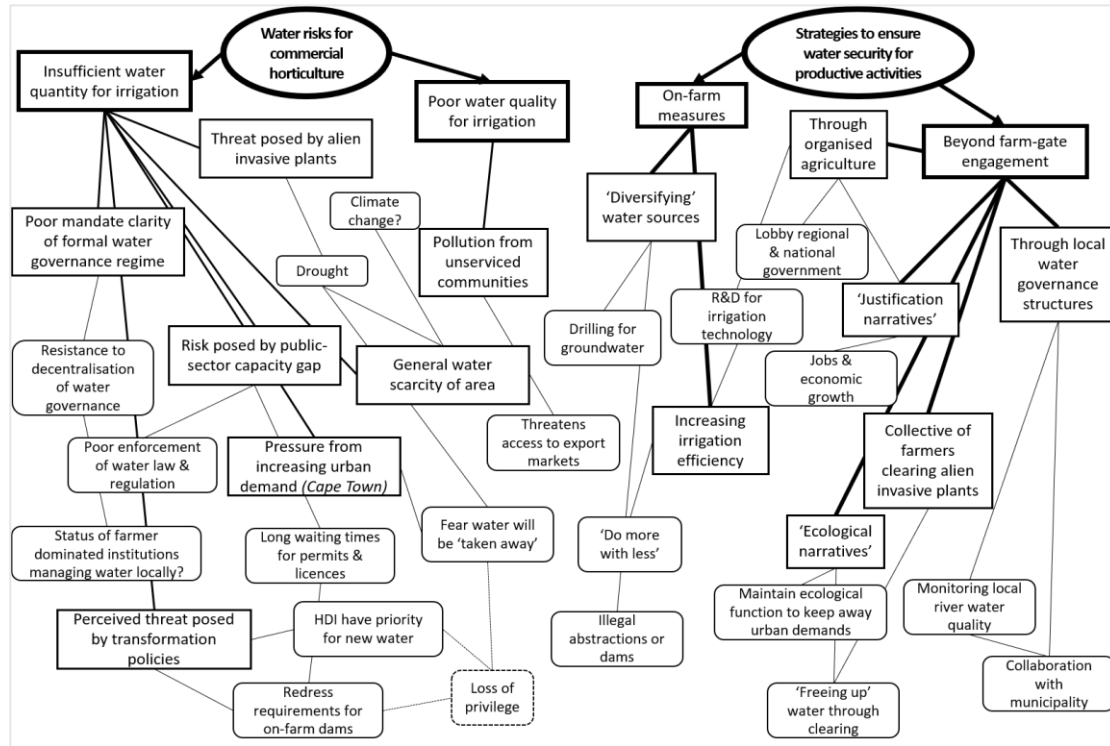 Water risks for
commercial
horticulture
Insufficient water
quantity for irrigation
Poor water quality
for irrigation
Threat posed by alien
invasive plants
Climate
change?
Poor mandate clarity
of formal water
governance regime
Drought
Pollution from
unserviced
communities
Resistance to
decentralisation
of water
governance
Risk posed by public-
sector capacity gap
General water
scarcity of area
Threatens
access to export
markets
Poor enforcement
of water law &
regulation
Pressure from
increasing urban
demand (Cape Town)
Status of farmer
dominated institutions
managing water locally?
Long waiting times
for permits &
licences
Fear water will
be ‘taken away’
Perceived threat posed
by transformation
policies
HDI have priority
for new water
Redress
requirements for
on-farm dams
Loss of
privilege
Strategies to ensure
water security for
productive activities
On-farm
measures
Through
organised
agriculture
Beyond farm-gate
engagement
‘Diversifying’
water sources
Lobby regional
& national
government
Through local
water
governance
structures
Drilling for
groundwater
R&D for
irrigation
technology
‘Justification
narratives’
Jobs &
economic
growth
Increasing
irrigation
efficiency
Collective of
farmers
clearing alien
invasive plants
‘Do more
with less’
‘Ecological
narratives’
Illegal
abstractions or
dams
Maintain ecological
function to keep away
urban demands
Monitoring local
river water
quality
‘Freeing up’
water through
clearing
Collaboration
with
municipality